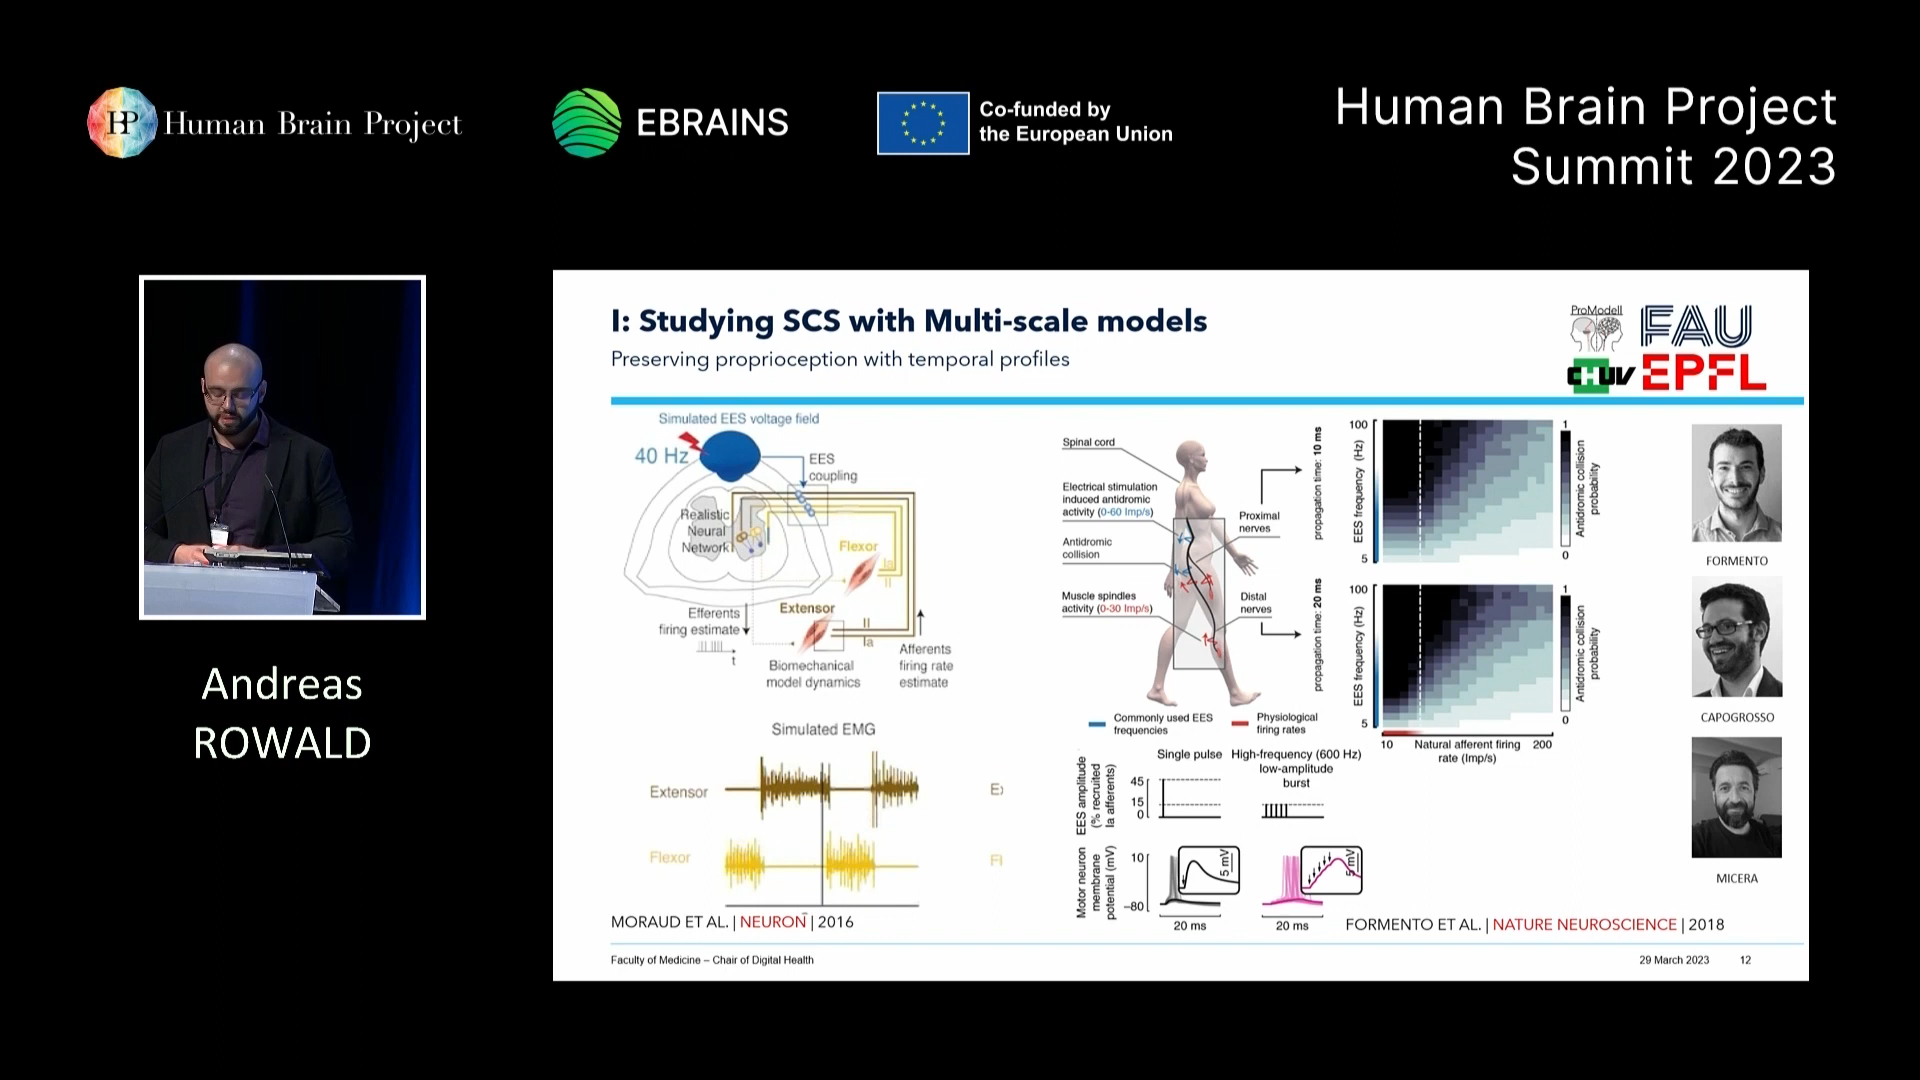 HP Human Brain Project
EBRAINS
Co-funded by
the European Union
Human Brain Project
Summit 2023
Andreas
ROWALD
I: Studying SCS with Multi-scale models
Preserving proprioception with temporal profiles
ProModell
FAU
CHUV EPFL
Simulated EES voltage field
40 Hz
EES
coupling
Realistic
Neural
Network
Flexor
Ia
II
Extensor
II
Ia
Efferents
firing estimate
t
Biomechanical
model dynamics
Afferents
firing rate
estimate
Simulated EMG
Extensor
Flexor
MORAUD ET AL. | NEURON | 2016
Spinal cord
Electrical stimulation
induced antidromic
activity (0-60 Imp/s)
Antidromic
collision
Muscle spindles
activity (0-30 Imp/s)
Proximal
nerves
Distal
nerves
Commonly used EES
frequencies
Physiological
firing rates
propagation time: 10 ms
EES frequency (Hz)
100
5
1
0
Antidromic collision
probability
propagation time: 20 ms
EES frequency (Hz)
100
5
1
0
Antidromic collision
probability
10 Natural afferent firing 200
rate (Imp/s)
Single pulse
High-frequency (600 Hz)
low-amplitude
burst
EES amplitude
(% recruited
Ia afferents)
45
15
0
Motor neuron
membrane
potential (mV)
10
−80
5 mV
5 mV
20 ms
20 ms
FORMENTO ET AL. | NATURE NEUROSCIENCE | 2018
FORMENTO
CAPOGROSSO
MICERA
Faculty of Medicine – Chair of Digital Health
29 March 2023 12